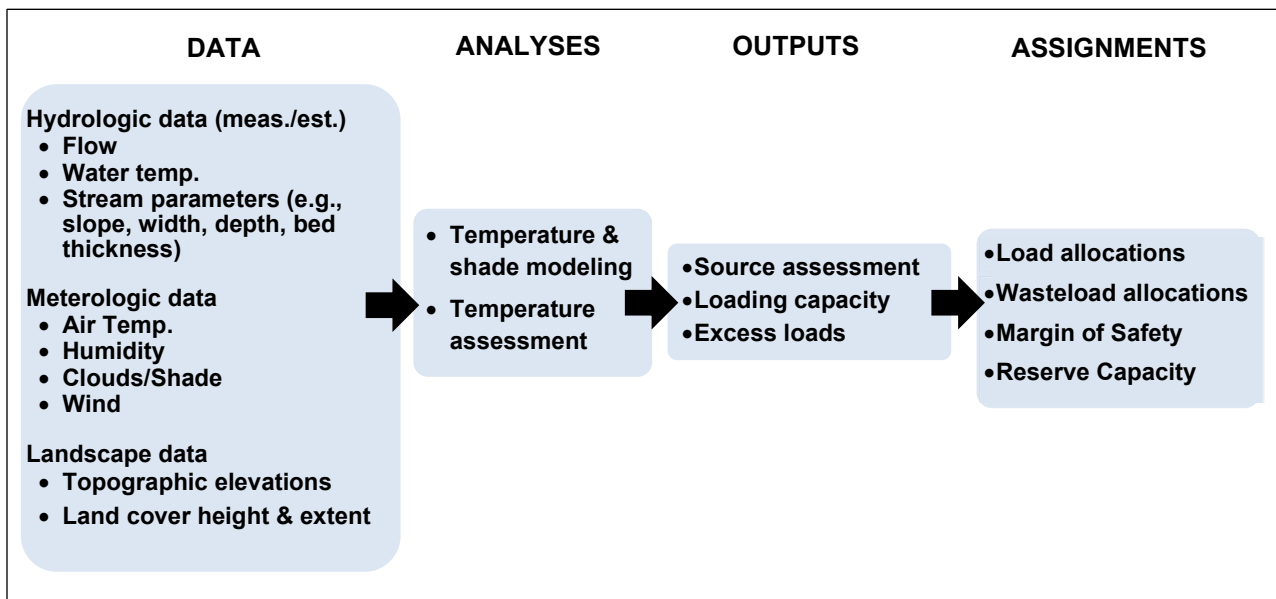 DATA
Hydrologic data (meas./est.)
• Flow
• Water temp.
• Stream parameters (e.g.,
slope, width, depth, bed
thickness)
Meterologic data
• Air Temp.
• Humidity
• Clouds/Shade
• Wind
Landscape data
• Topographic elevations
• Land cover height & extent
ANALYSES
• Temperature &
shade modeling
• Temperature
assessment
OUTPUTS
•Source assessment
•Loading capacity
•Excess loads
ASSIGNMENTS
•Load allocations
•Wasteload allocations
•Margin of Safety
•Reserve Capacity